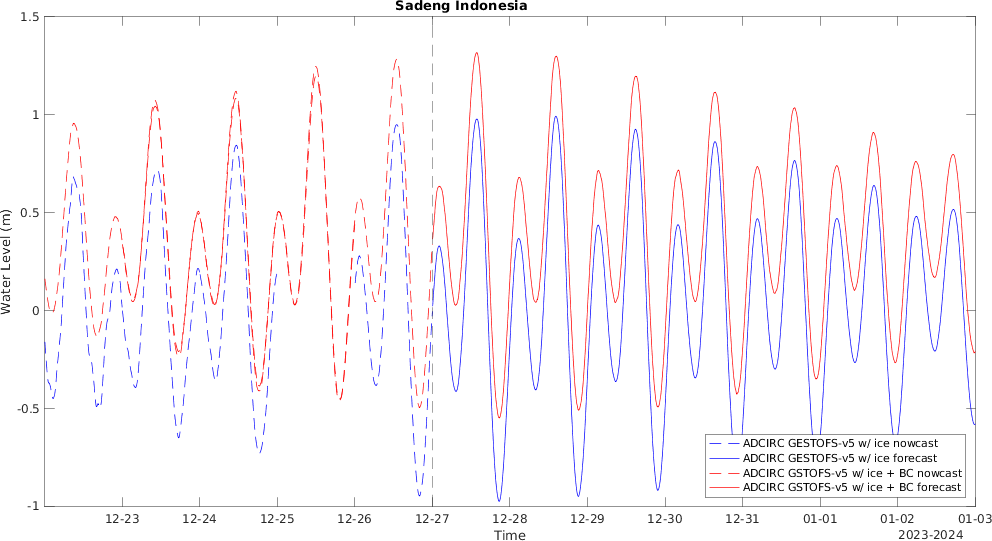 Sadeng Indonesia
1.5
1
0.5
0
-0.5
-1
Water Level (m)
ADCIRC GESTOFS-v5 w/ ice nowcast
ADCIRC GESTOFS-v5 w/ ice forecast
ADCIRC GSTOFS-v5 w/ ice + BC nowcast
ADCIRC GSTOFS-v5 w/ ice + BC forecast
12-23 12-24 12-25 12-26 12-27 12-28 12-29 12-30 12-31 01-01 01-02 01-03
Time
2023-2024